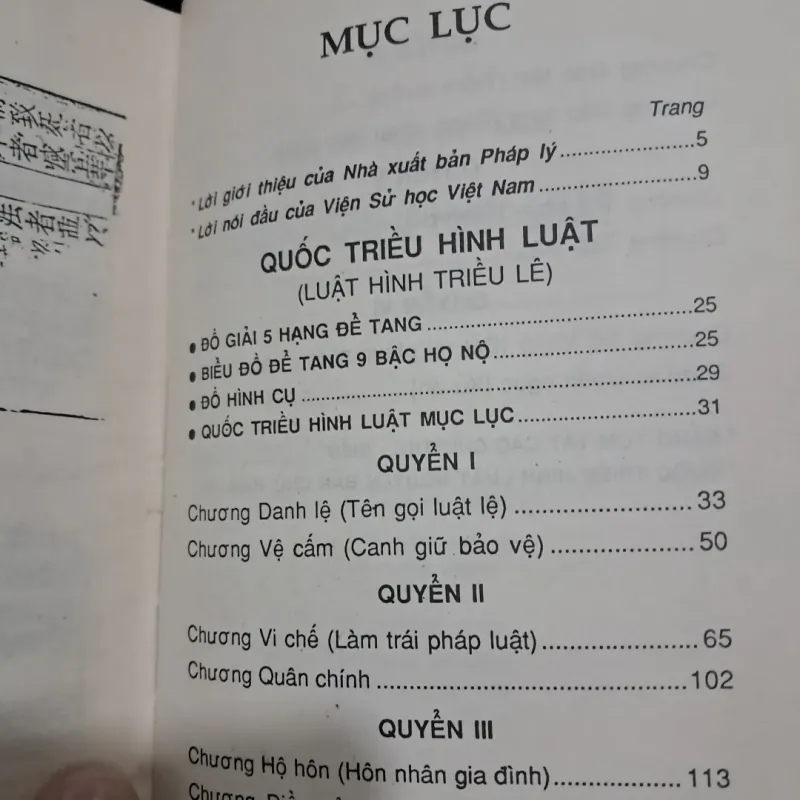 MỤC LỤC
Trang
* Lời giới thiệu của Nhà xuất bản Pháp lý....................5
* Lời nói đầu của Viện Sử học Việt Nam....................9
QUỐC TRIỀU HÌNH LUẬT
(LUẬT HÌNH TRIỀU LÊ)
• ĐỒ GIẢI 5 HẠNG ĐỂ TANG....................25
• BIỂU ĐỒ ĐỂ TANG 9 BẬC HỌ NỘ....................25
• ĐỒ HÌNH CỤ....................29
• QUỐC TRIỀU HÌNH LUẬT MỤC LỤC....................31
QUYỂN I
Chương Danh lệ (Tên gọi luật lệ)....................33
Chương Vệ cấm (Canh giữ bảo vệ)....................50
QUYỂN II
Chương Vi chế (Làm trái pháp luật)....................65
Chương Quân chính....................102
QUYỂN III
Chương Hộ hôn (Hôn nhân gia đình)....................113
Chương